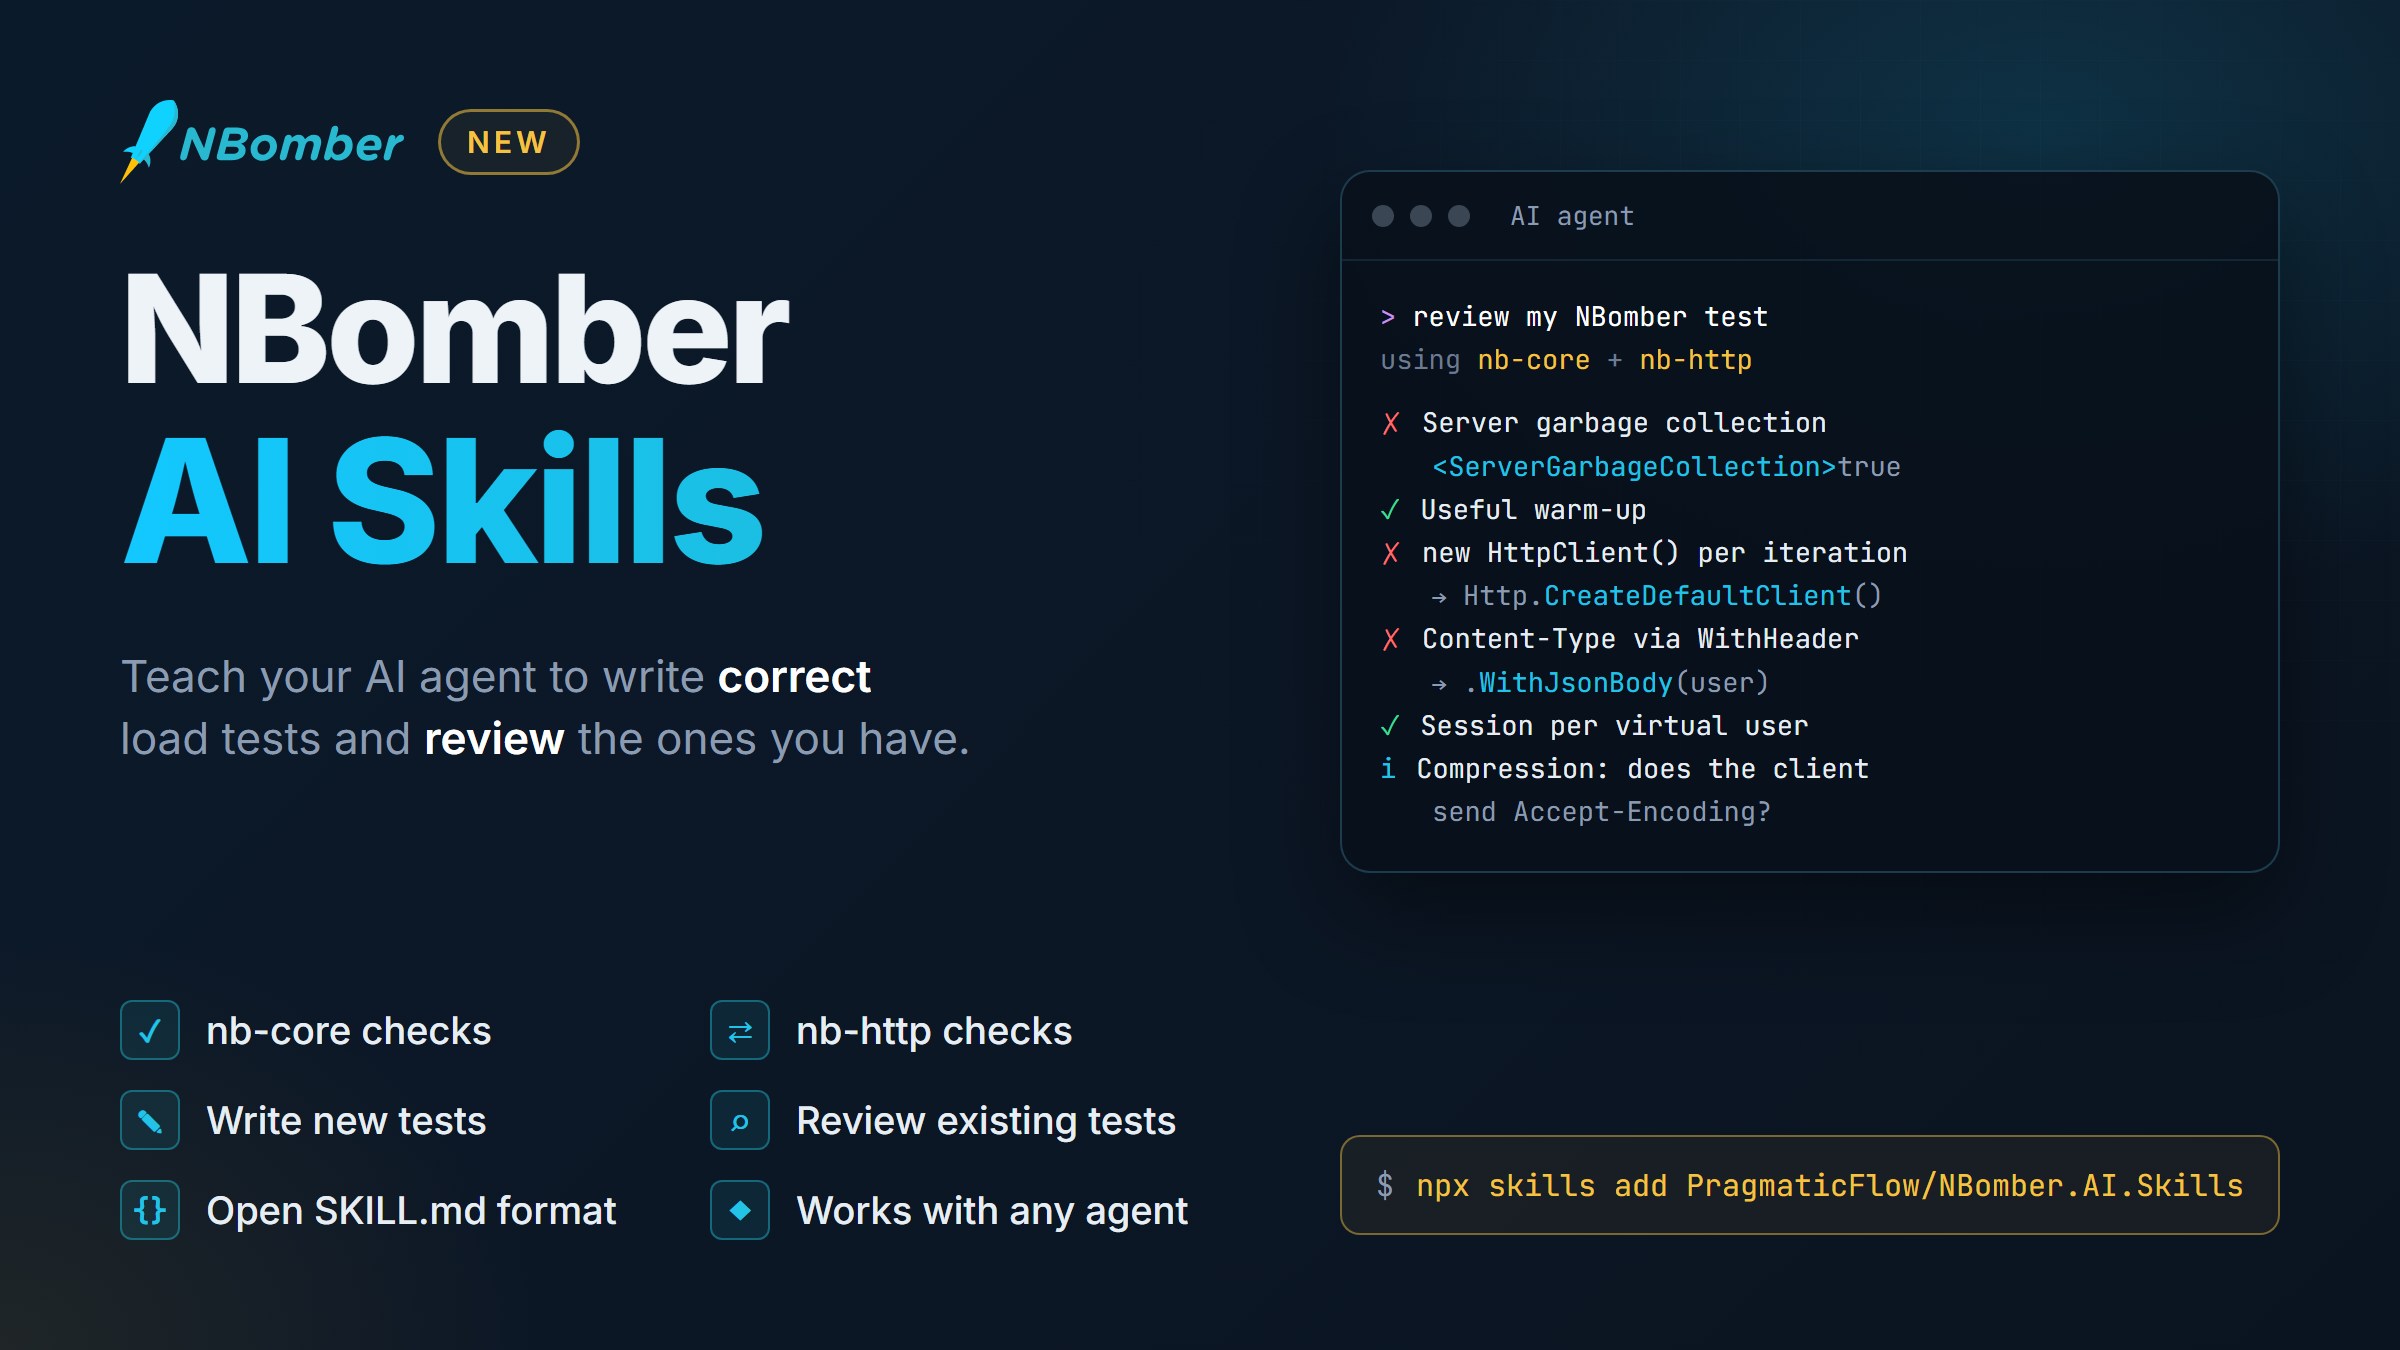 NBomber
NEW
NBomber
AI Skills
Teach your AI agent to write correct
load tests and review the ones you have.
AI agent
> review my NBomber test
using nb-core + nb-http
✗ Server garbage collection
<ServerGarbageCollection>true
✓ Useful warm-up
✗ new HttpClient() per iteration
→ Http.CreateDefaultClient()
✗ Content-Type via WithHeader
→ .WithJsonBody(user)
✓ Session per virtual user
i Compression: does the client
send Accept-Encoding?
✓ nb-core checks
⇄ nb-http checks
Write new tests
Review existing tests
{} Open SKILL.md format
◆ Works with any agent
$ npx skills add PragmaticFlow/NBomber.AI.Skills